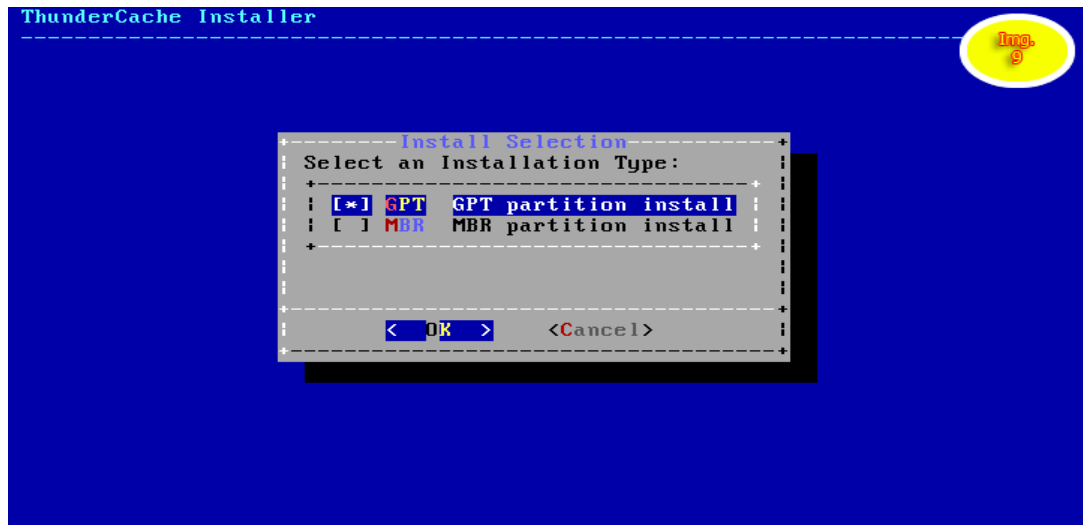 ThunderCache Installer
Img.
9
Install Selection
Select an Installation Type:
[*] GPT GPT partition install
[ ] MBR MBR partition install
< OK > <Cancel>